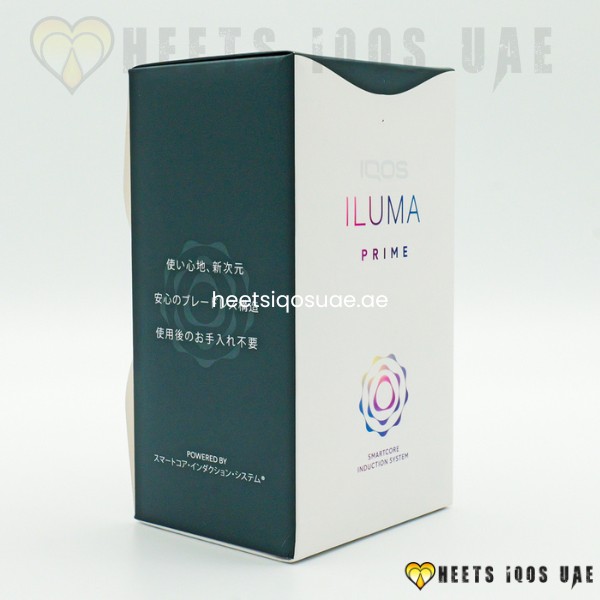 HEETS iQOS UAE
IQOS
ILUMA
PRIME
使い心地、新次元
安心のブレードレス構造
heetsiqosuae.ae
使用後のお手入れ不要
SMARTCORE
INDUCTION SYSTEM
POWERED BY
スマートコア・インダクション・システム®
HEETS iQOS UAE